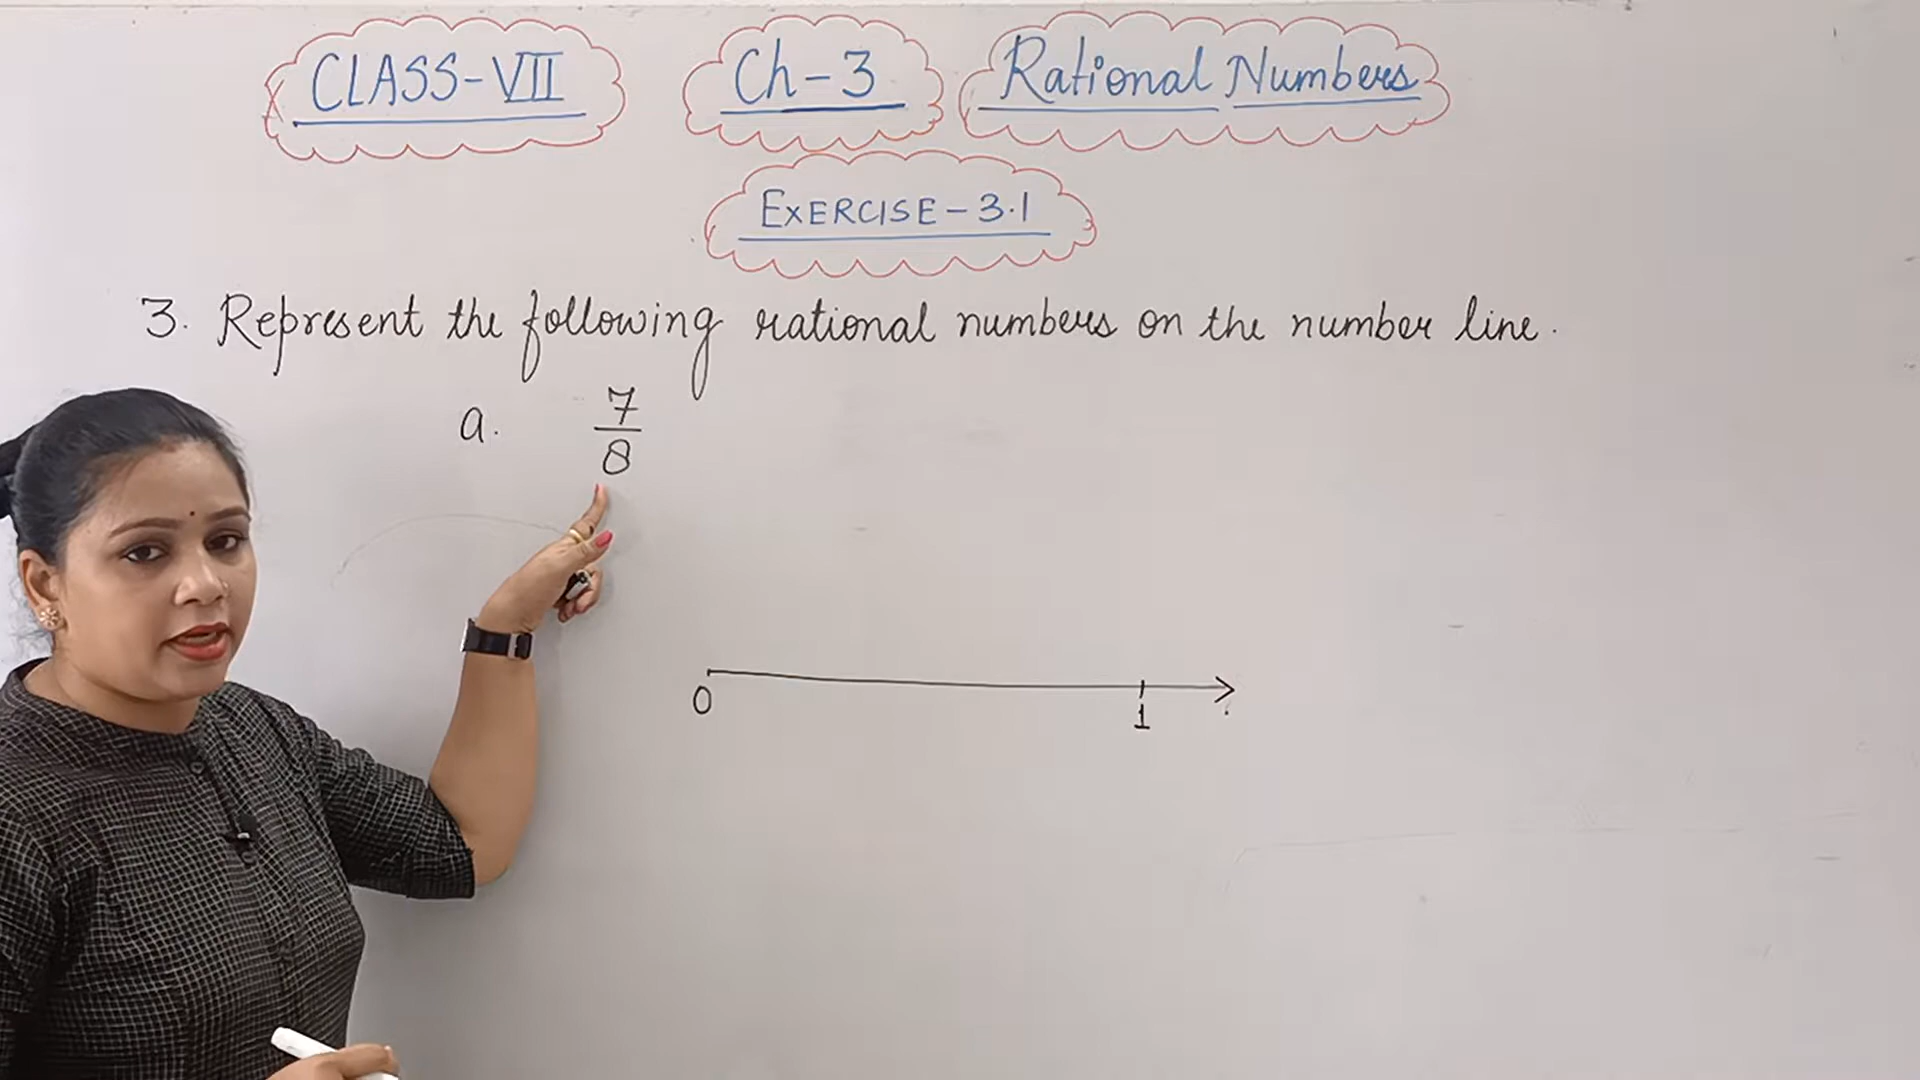 CLASS-VII Ch-3 Rational Numbers
EXERCISE-3.1
3. Represent the following rational numbers on the number line.
a. 7/8
0 1